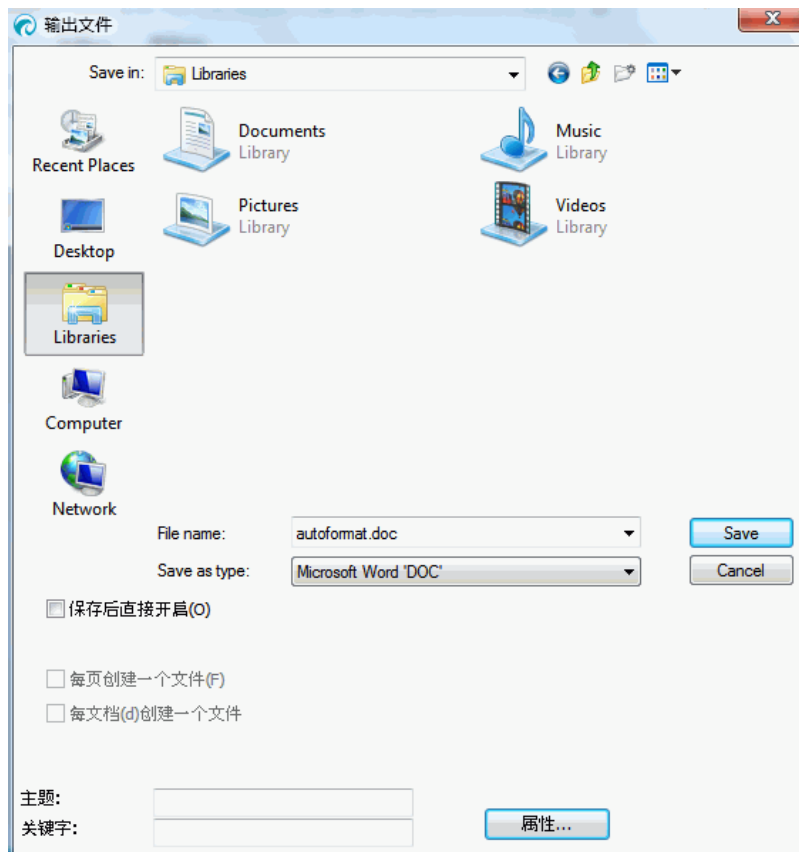 输出文件
Save in: Libraries
Recent Places
Documents
Library
Music
Library
Desktop
Pictures
Library
Videos
Library
Libraries
Computer
Network
File name: autoformat.doc Save
Save as type: Microsoft Word 'DOC' Cancel
保存后直接开启(O)
每页创建一个文件(F)
每文档(d)创建一个文件
主题:
关键字: 属性...